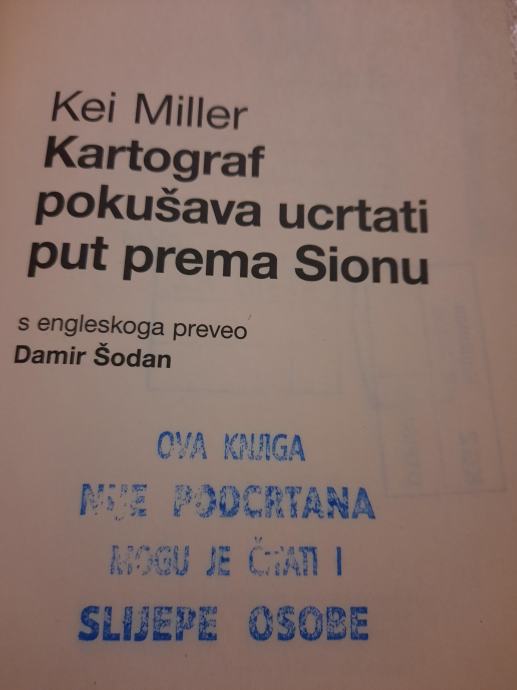 Kei Miller
Kartograf
pokušava ucrtati
put prema Sionu
s engleskoga preveo
Damir Šodan
OVA KNJIGA
NIJE PODCRTANA
MOGU JE ČITATI I
SLIJEPE OSOBE